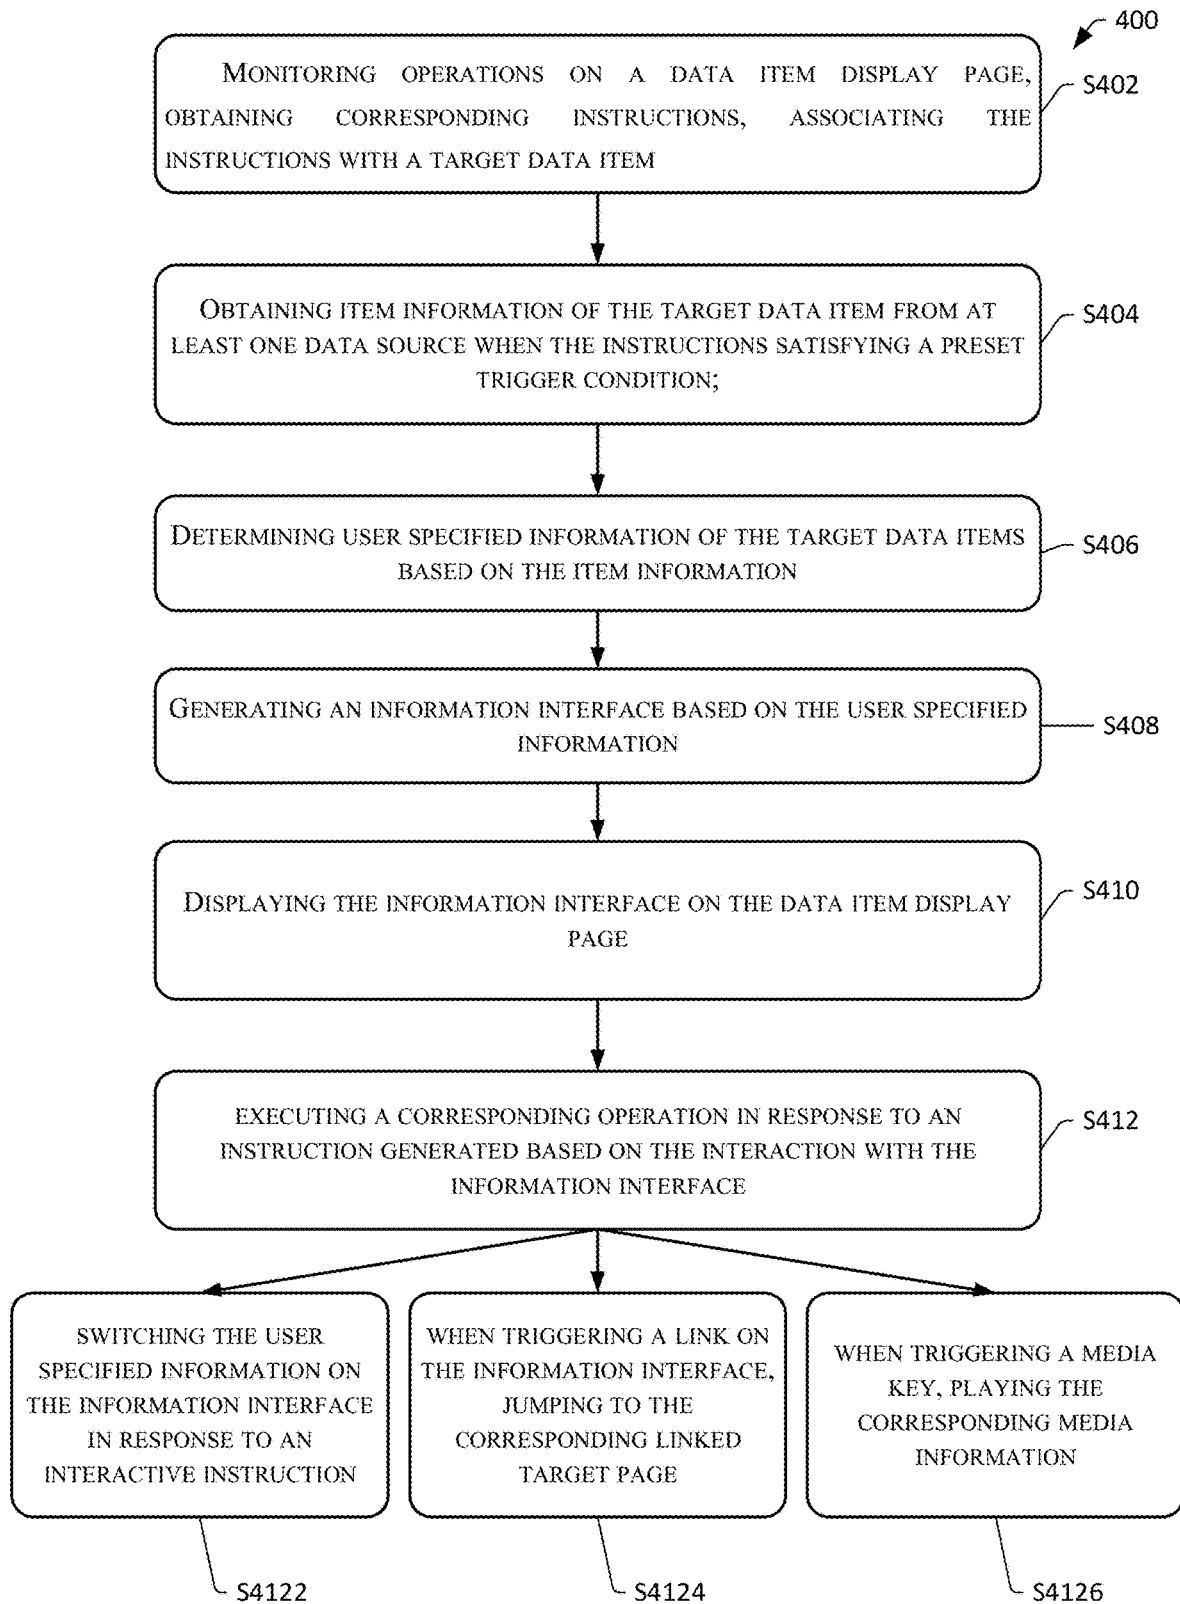 400
MONITORING OPERATIONS ON A DATA ITEM DISPLAY PAGE,
OBTAINING CORRESPONDING INSTRUCTIONS, ASSOCIATING THE
INSTRUCTIONS WITH A TARGET DATA ITEM
S402
OBTAINING ITEM INFORMATION OF THE TARGET DATA ITEM FROM AT
LEAST ONE DATA SOURCE WHEN THE INSTRUCTIONS SATISFYING A PRESET
TRIGGER CONDITION;
S404
DETERMINING USER SPECIFIED INFORMATION OF THE TARGET DATA ITEMS
BASED ON THE ITEM INFORMATION
S406
GENERATING AN INFORMATION INTERFACE BASED ON THE USER SPECIFIED
INFORMATION
S408
DISPLAYING THE INFORMATION INTERFACE ON THE DATA ITEM DISPLAY
PAGE
S410
EXECUTING A CORRESPONDING OPERATION IN RESPONSE TO AN
INSTRUCTION GENERATED BASED ON THE INTERACTION WITH THE
INFORMATION INTERFACE
S412
SWITCHING THE USER
SPECIFIED INFORMATION ON
THE INFORMATION INTERFACE
IN RESPONSE TO AN
INTERACTIVE INSTRUCTION
S4122
WHEN TRIGGERING A LINK ON
THE INFORMATION INTERFACE,
JUMPING TO THE
CORRESPONDING LINKED
TARGET PAGE
S4124
WHEN TRIGGERING A MEDIA
KEY, PLAYING THE
CORRESPONDING MEDIA
INFORMATION
S4126